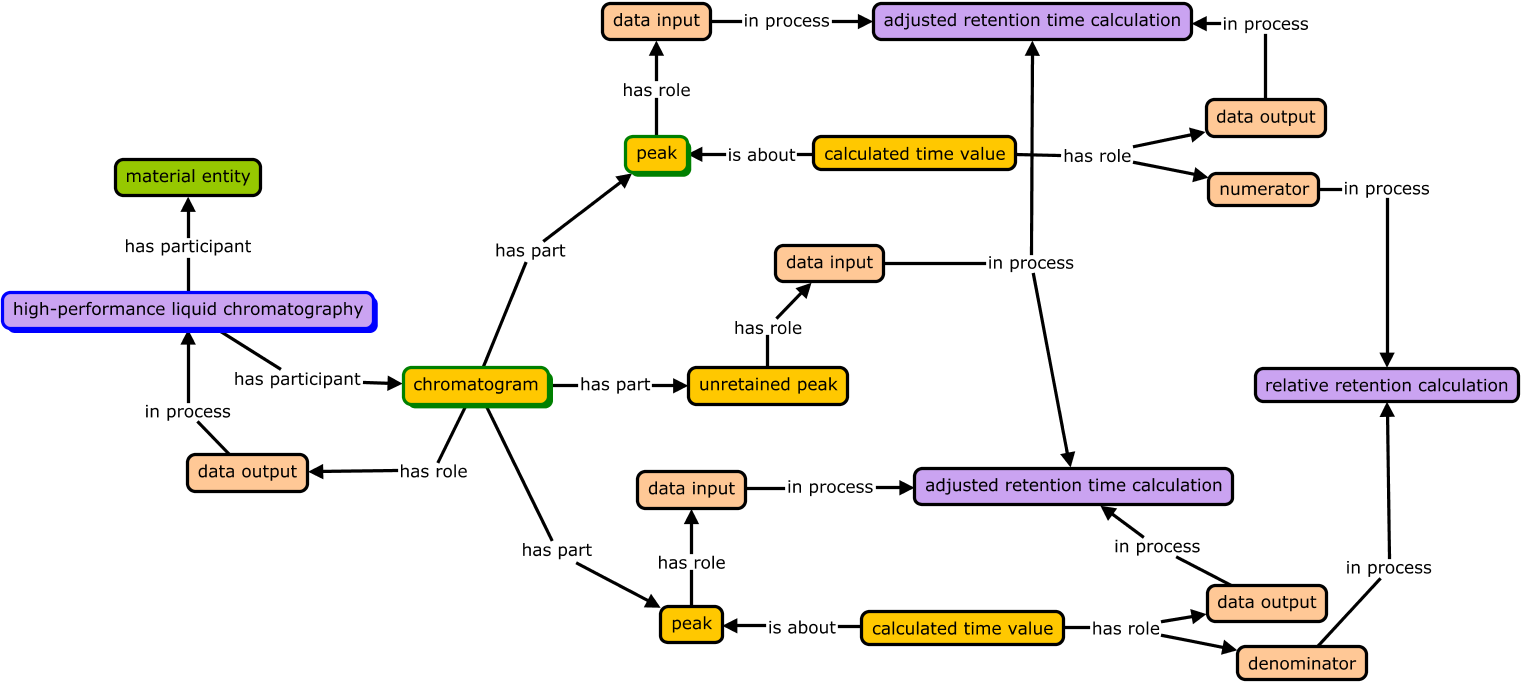 data input
in process
adjusted retention time calculation
in process
has role
data output
peak
is about
calculated time value
has role
material entity
numerator
in process
has participant
has part
data input
in process
high-performance liquid chromatography
has role
has participant
chromatogram
has part
unretained peak
relative retention calculation
in process
data output
has role
data input
in process
adjusted retention time calculation
has part
has role
in process
in process
peak
is about
calculated time value
has role
data output
denominator